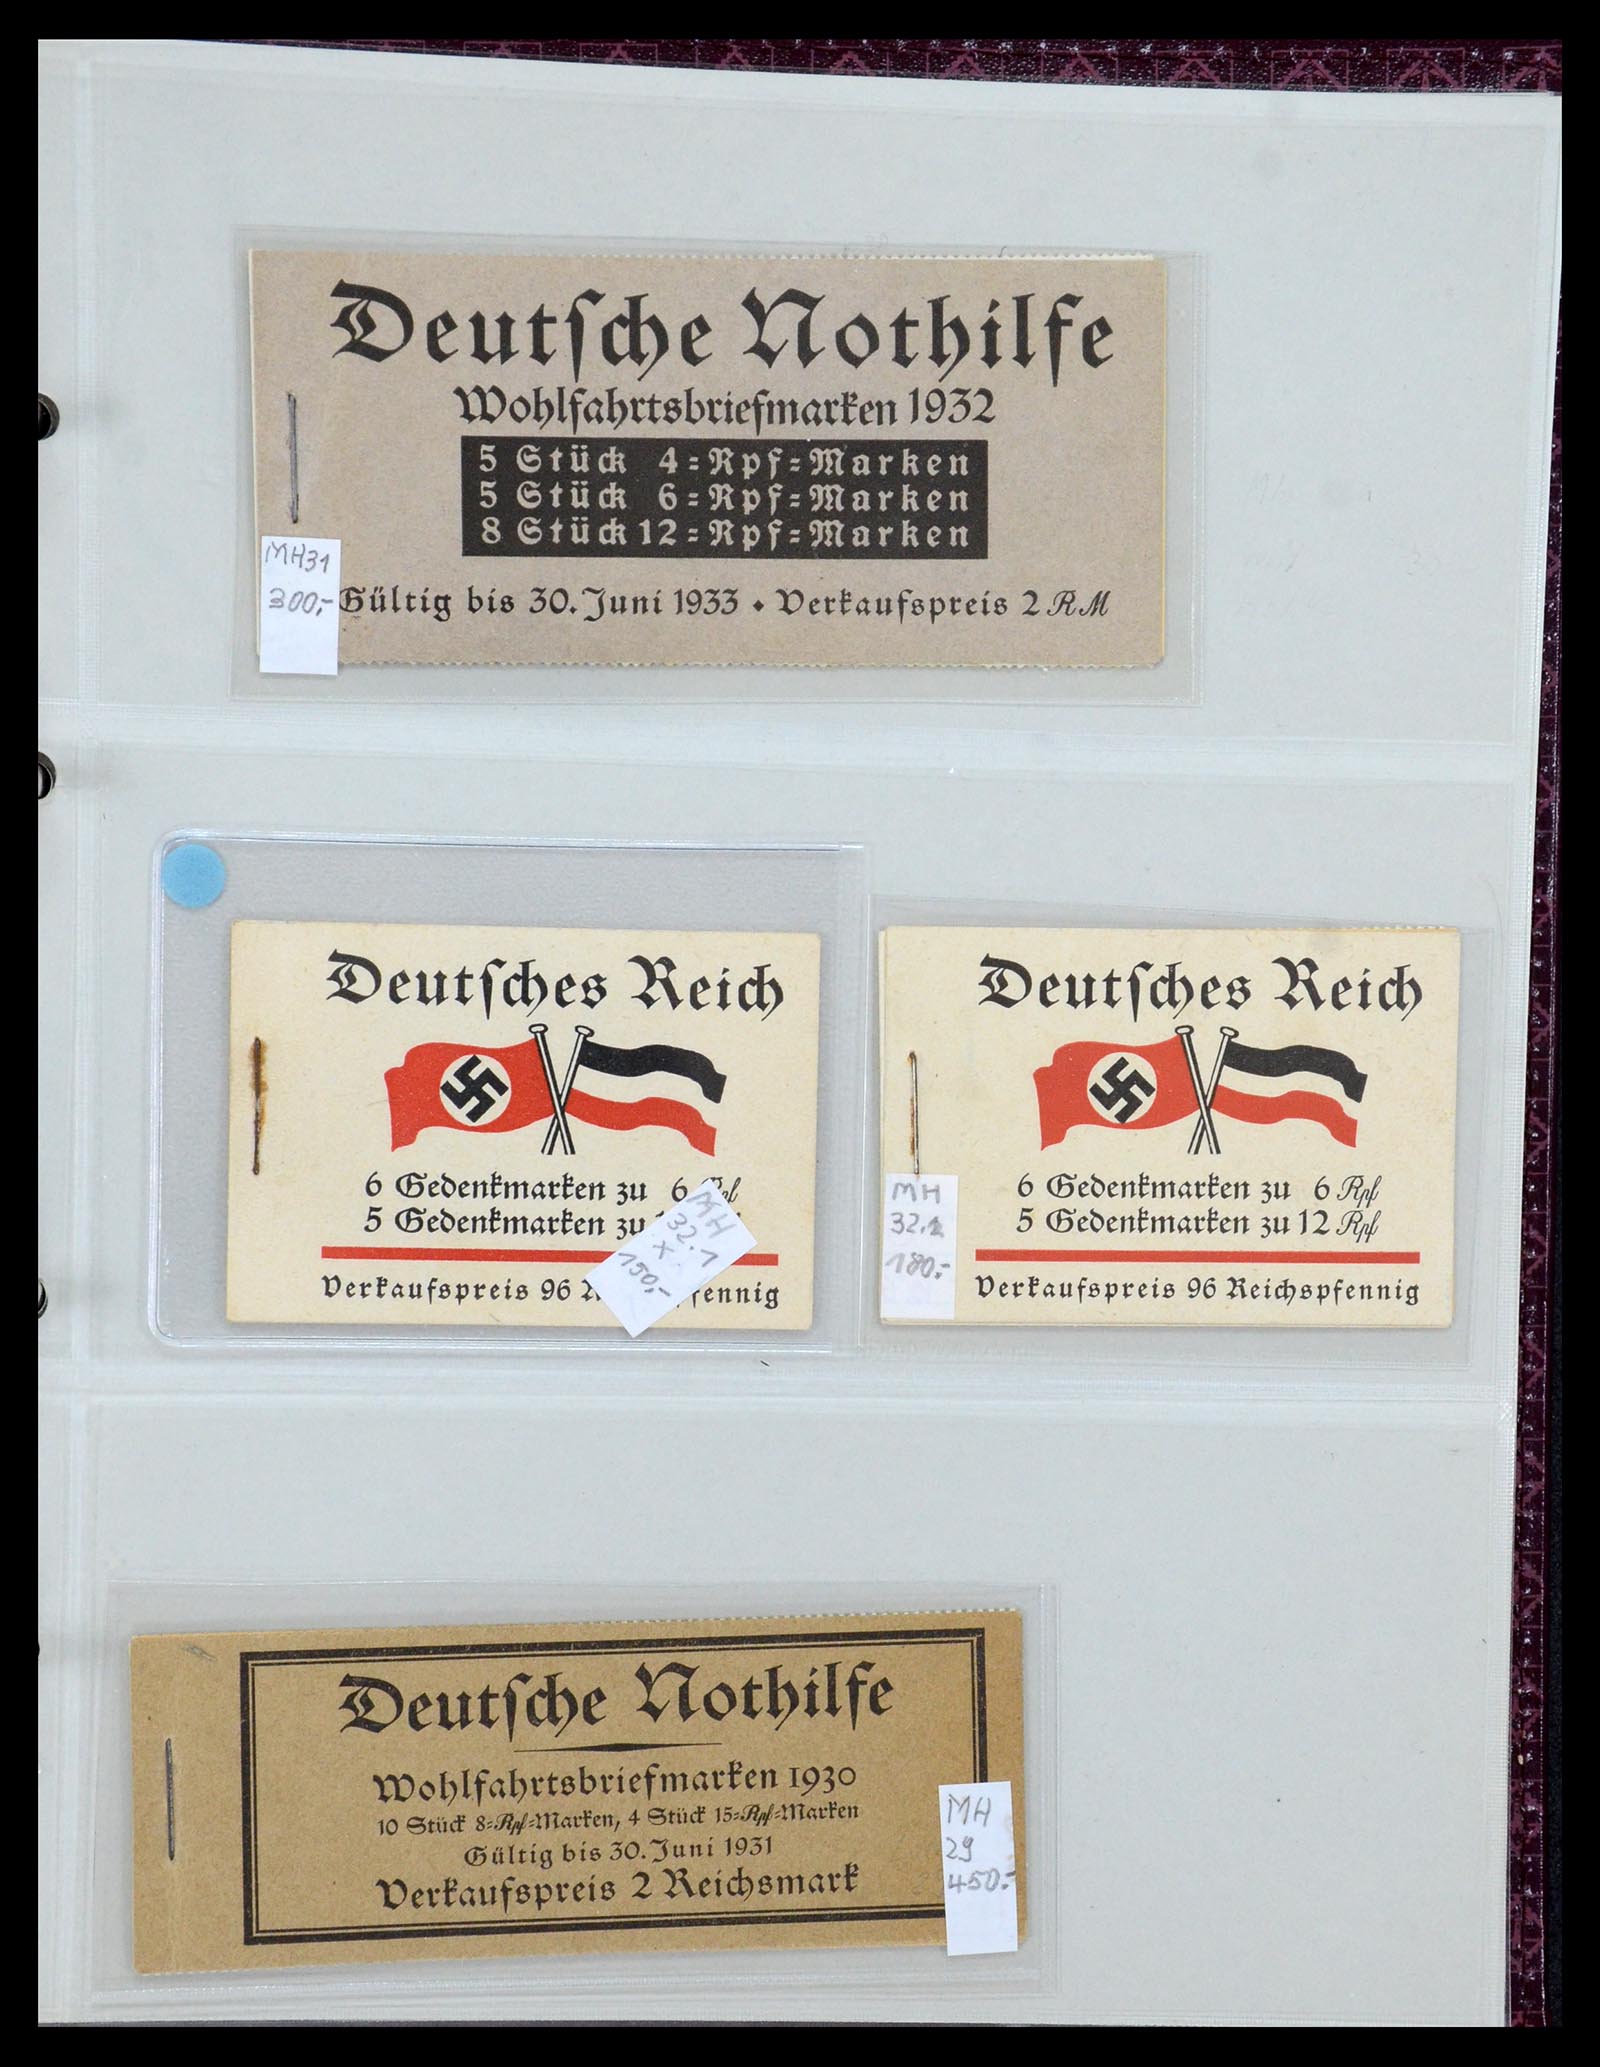 Deutſche Nothilfe
Wohlfahrtsbriefmarken 1932
5 Stück 4=Rpf=Marken
5 Stück 6=Rpf=Marken
8 Stück 12=Rpf=Marken
Gültig bis 30. Juni 1933 • Verkaufspreis 2 RM
MH31
300,-
Deutſches Reich
6 Gedenkmarken zu 6 Rpf
5 Gedenkmarken zu
Verkaufspreis 96
MH
32.1
x
150,-
Deutſches Reich
6 Gedenkmarken zu 6 Rpf
5 Gedenkmarken zu 12 Rpf
Verkaufspreis 96 Reichspfennig
MH
180.-
Deutſche Nothilfe
Wohlfahrtsbriefmarken 1930
10 Stück 8=Rpf=Marken, 4 Stück 15=Rpf=Marken
Gültig bis 30. Juni 1931
Verkaufspreis 2 Reichsmark
MH
29
450.-